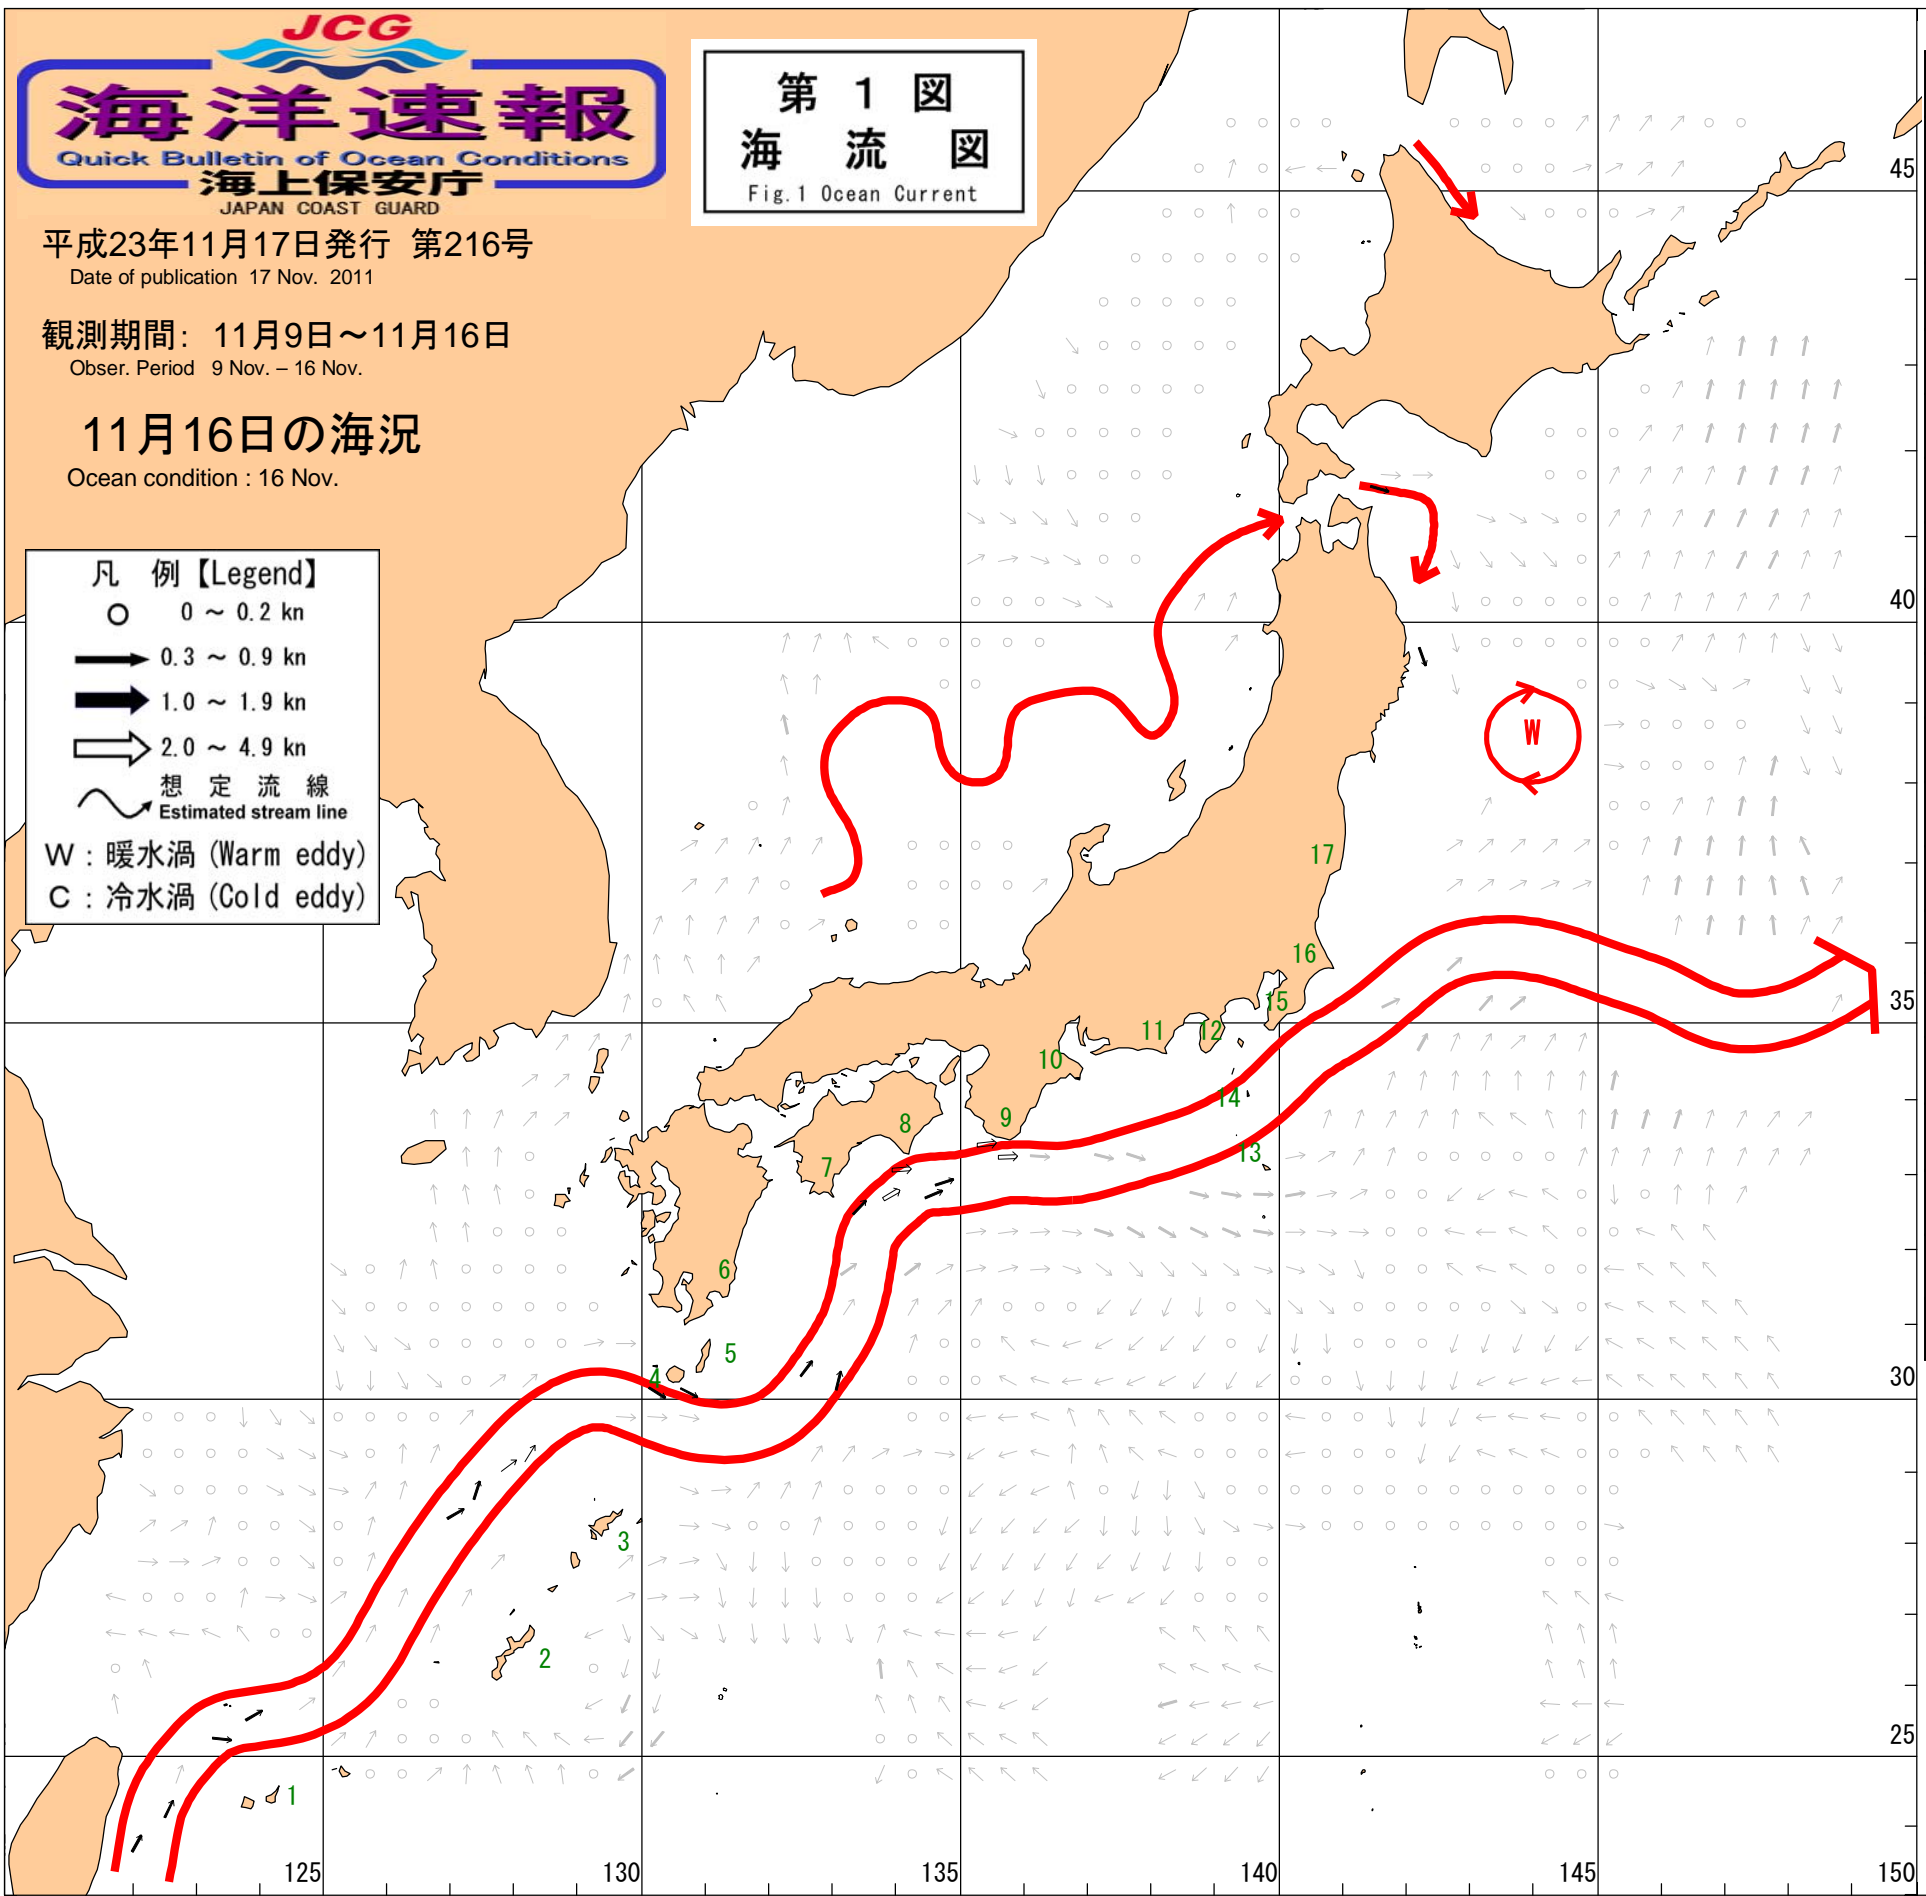 JCG
海洋速報
Quick Bulletin of Ocean Conditions
海上保安庁
JAPAN COAST GUARD
第 1 図
海 流 図
Fig.1 Ocean Current
平成23年11月17日発行 第216号
Date of publication 17 Nov. 2011
観測期間: 11月9日～11月16日
Obser. Period 9 Nov. – 16 Nov.
11月16日の海況
Ocean condition : 16 Nov.
凡 例【Legend】
0 ～ 0.2 kn
0.3 ～ 0.9 kn
1.0 ～ 1.9 kn
2.0 ～ 4.9 kn
想 定 流 線
Estimated stream line
W : 暖水渦 (Warm eddy)
C : 冷水渦 (Cold eddy)
45
40
W
17
16
35
15
11
12
10
14
9
8
13
7
6
5
4
30
3
2
25
1
125
130
135
140
145
150